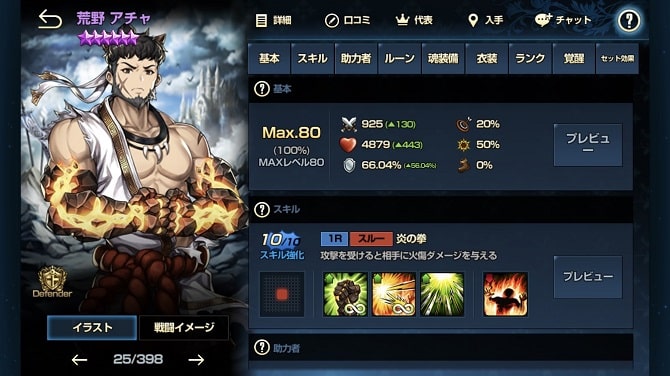 荒野 アチャ
詳細 口コミ 代表 入手 チャット ?
基本 スキル 助力者 ルーン 魂装備 衣装 ランク 覚醒 セット効果
? 基本
Max.80
(100%)
MAXレベル80
925 (▲130) 20%
4879 (▲443) 50%
66.04% (▲56.04%) 0%
プレビュー
? スキル
10/10
スキル強化
1R スルー 炎の拳
攻撃を受けると相手に火傷ダメージを与える
プレビュー
Defender
イラスト 戦闘イメージ
← 25/398 →
? 助力者